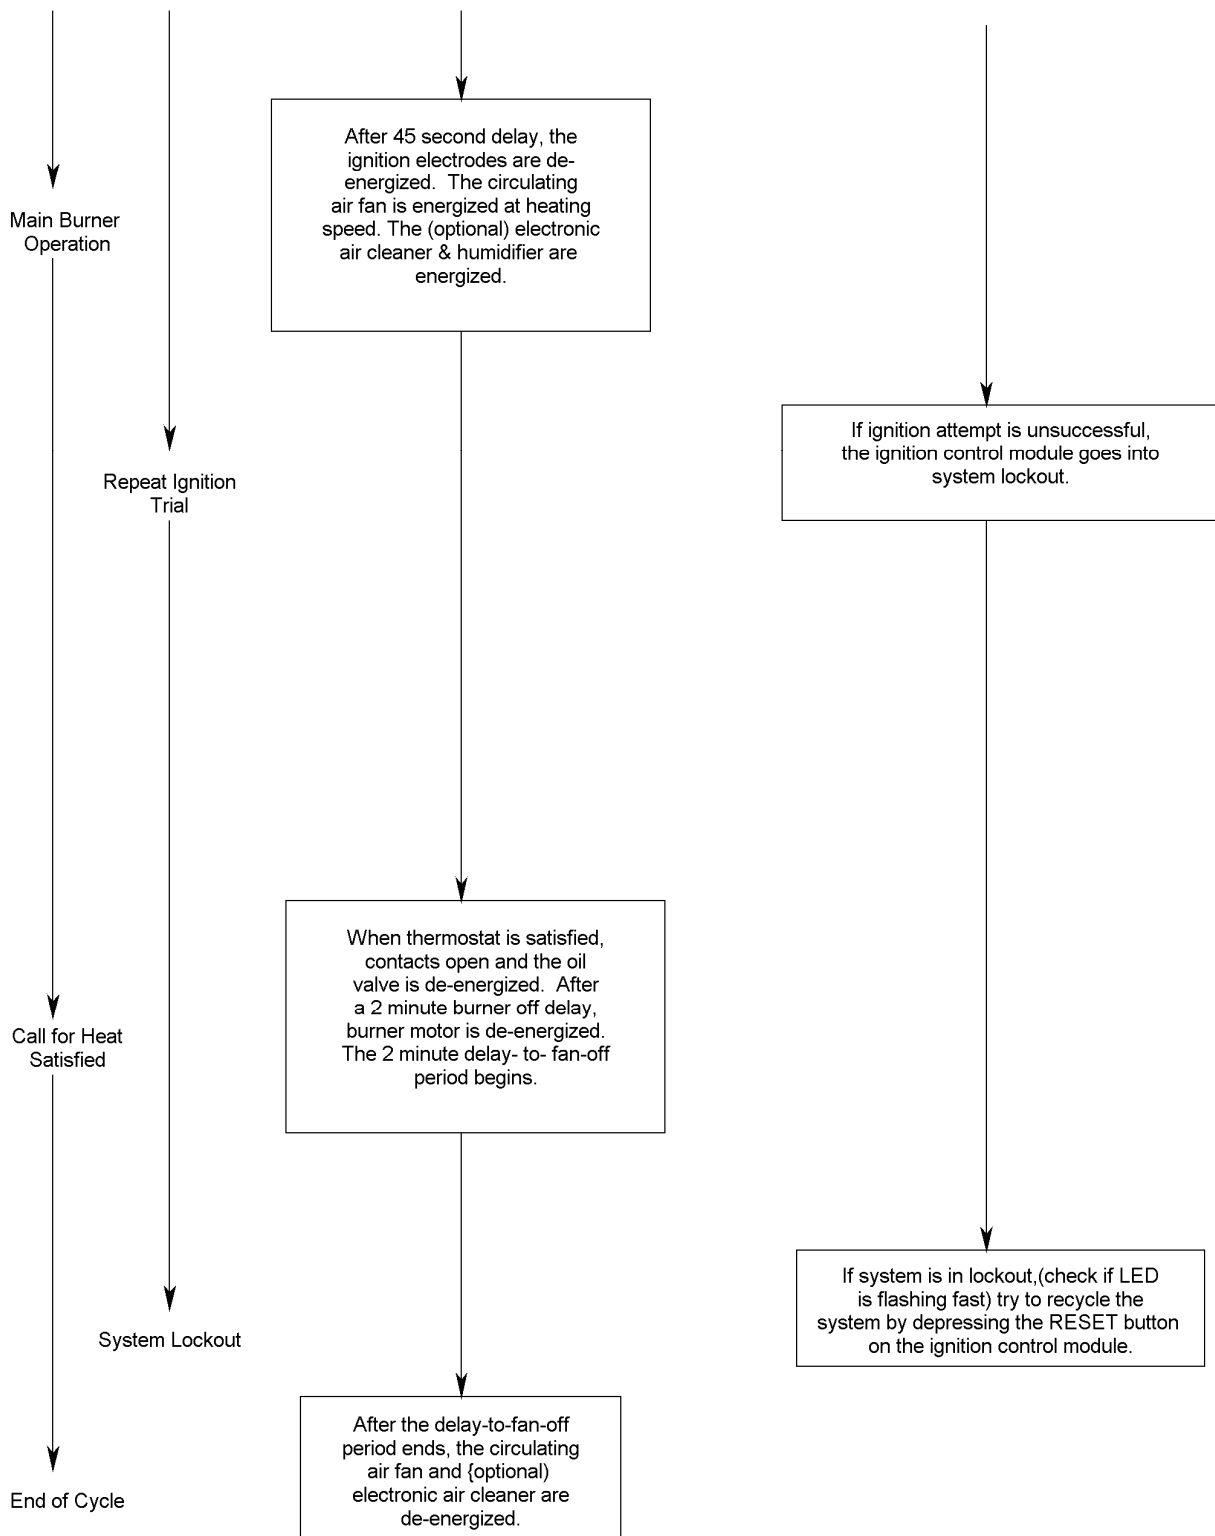 After 45 second delay, the
ignition electrodes are de-
energized.  The circulating
air fan is energized at heating
speed. The (optional) electronic
air cleaner & humidifier are
energized.
Main Burner
Operation
If ignition attempt is unsuccessful,
the ignition control module goes into
system lockout.
Repeat Ignition
Trial
When thermostat is satisfied,
contacts open and the oil
valve is de-energized.  After
a 2 minute burner off delay,
burner motor is de-energized.
The 2 minute delay- to- fan-off
period begins.
Call for Heat
Satisfied
If system is in lockout,(check if LED
is flashing fast) try to recycle the
system by depressing the RESET button
on the ignition control module.
System Lockout
After the delay-to-fan-off
period ends, the circulating
air fan and {optional)
electronic air cleaner are
de-energized.
End of Cycle